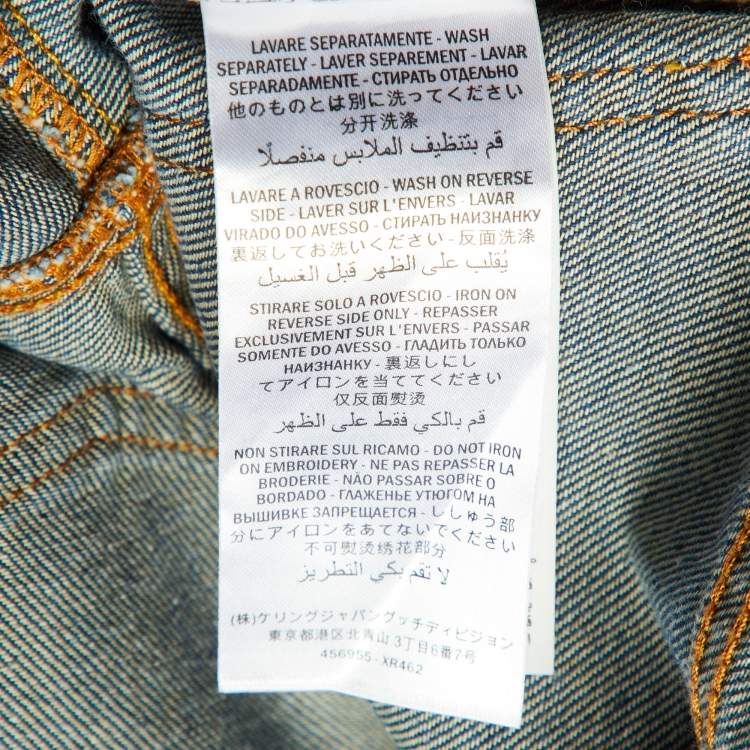 LAVARE SEPARATAMENTE - WASH
SEPARATELY - LAVER SEPAREMENT - LAVAR
SEPARADAMENTE - СТИРАТЬ ОТДЕЛЬНО
他のものとは別に洗ってください
分开洗涤
قم بتنظيف الملابس منفصلًا
LAVARE A ROVESCIO - WASH ON REVERSE
SIDE - LAVER SUR L'ENVERS - LAVAR
VIRADO DO AVESSO - СТИРАТЬ НАИЗНАНКУ
裏返してお洗いください - 反面洗涤
يُقلب على الظهر قبل الغسيل
STIRARE SOLO A ROVESCIO - IRON ON
REVERSE SIDE ONLY - REPASSER
EXCLUSIVEMENT SUR L'ENVERS - PASSAR
SOMENTE DO AVESSO - ГЛАДИТЬ ТОЛЬКО
НАИЗНАНКУ - 裏返しにし
てアイロンを当ててください
仅反面熨烫
قم بالكي فقط على الظهر
NON STIRARE SUL RICAMO - DO NOT IRON
ON EMBROIDERY - NE PAS REPASSER LA
BRODERIE - NÃO PASSAR SOBRE O
BORDADO - ГЛАЖЕНЬЕ УТЮГОМ НА
ВЫШИВКЕ ЗАПРЕЩАЕТСЯ - ししゅう部
分にアイロンをあてないでください
不可熨烫绣花部分
لا تقم بكي التطريز
(株)ケリングジャパングッチディビジョン
東京都港区北青山3丁目6番7号
456955-XR462